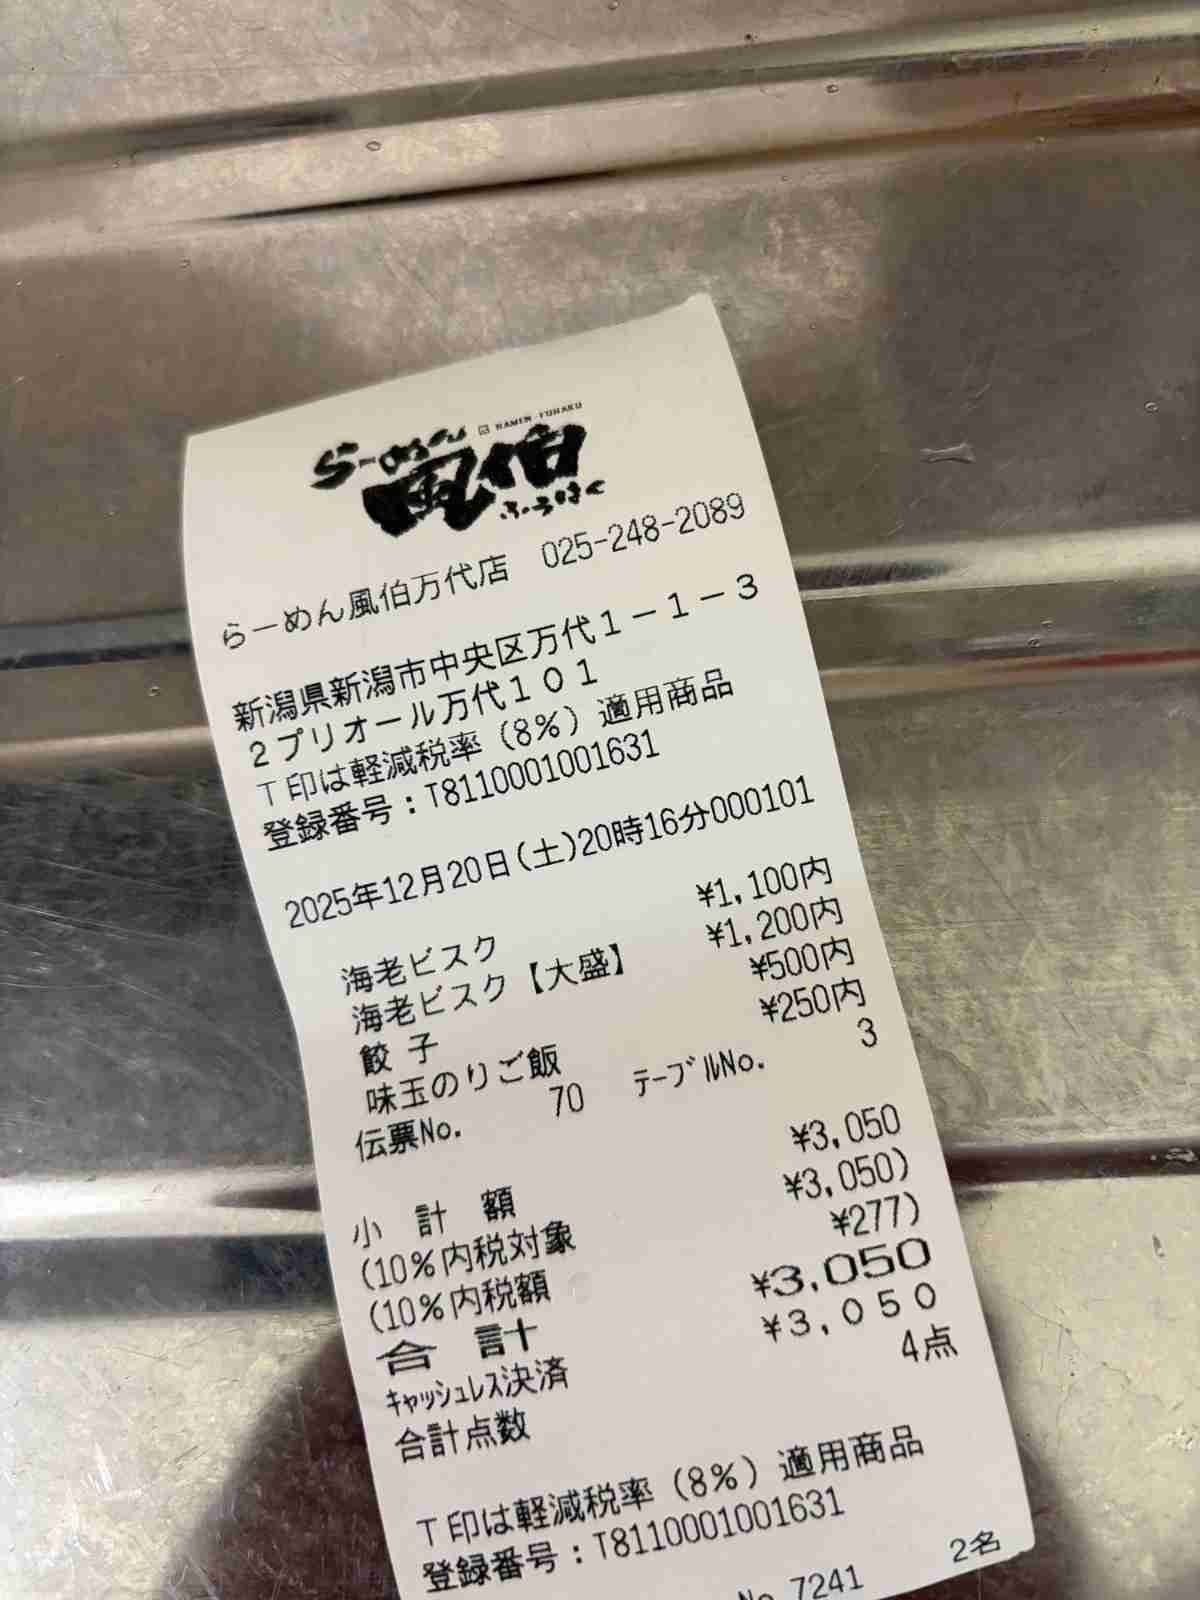 らーめん RAMEN FUHAKU
風伯
ふうはく
らーめん風伯万代店 025-248-2089
新潟県新潟市中央区万代1-1-3
2プリオール万代101
T印は軽減税率(8%)適用商品
登録番号:T8110001001631
2025年12月20日(土)20時16分000101
海老ビスク ¥1,100内
海老ビスク【大盛】 ¥1,200内
餃子 ¥500内
味玉のりご飯 ¥250内
伝票No. 70 テーブルNo. 3
小計額 ¥3,050
(10%内税対象 ¥3,050)
(10%内税額 ¥277)
合計 ¥3,050
キャッシュレス決済 ¥3,050
合計点数 4点
T印は軽減税率(8%)適用商品
登録番号:T8110001001631
2名
No.7241